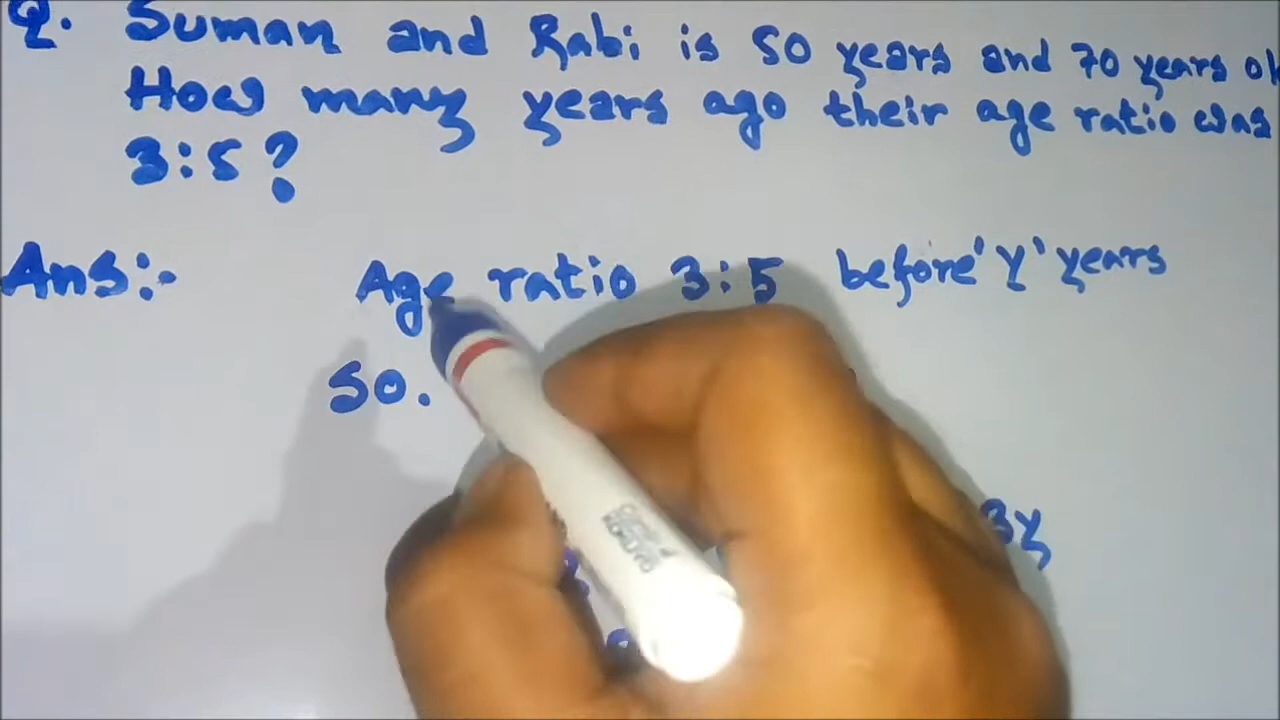 Q. Suman and Rabi is 50 years and 70 years
How many years ago their age ratio was
3:5?
Ans:- Age ratio 3:5 before 'y' years
So.
3y